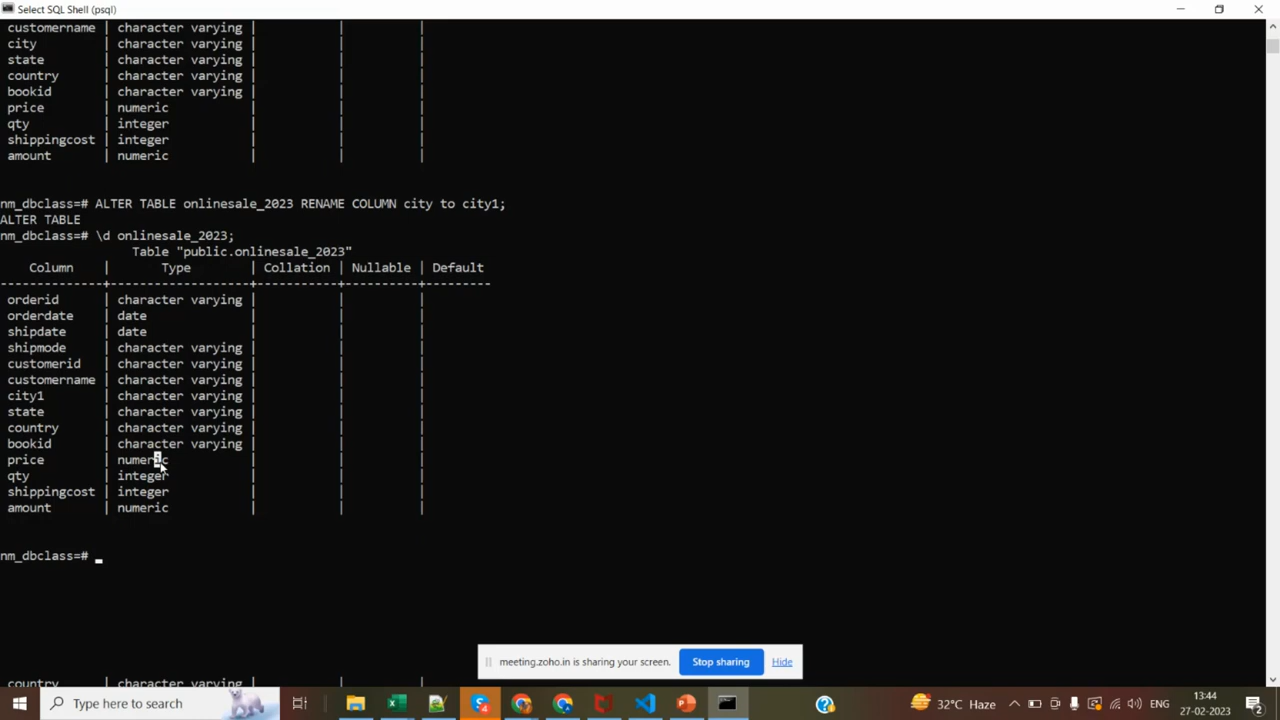 Select SQL Shell (psql)
customername | character varying | | |
city | character varying | | |
state | character varying | | |
country | character varying | | |
bookid | character varying | | |
price | numeric | | |
qty | integer | | |
shippingcost | integer | | |
amount | numeric | | |
nm_dbclass=# ALTER TABLE onlinesale_2023 RENAME COLUMN city to city1;
ALTER TABLE
nm_dbclass=# \d onlinesale_2023;
Table "public.onlinesale_2023"
Column | Type | Collation | Nullable | Default
--------------+-------------------+-----------+----------+---------
orderid | character varying | | |
orderdate | date | | |
shipdate | date | | |
shipmode | character varying | | |
customerid | character varying | | |
customername | character varying | | |
city1 | character varying | | |
state | character varying | | |
country | character varying | | |
bookid | character varying | | |
price | numeric | | |
qty | integer | | |
shippingcost | integer | | |
amount | numeric | | |
nm_dbclass=# _
meeting.zoho.in is sharing your screen. Stop sharing Hide
country | character varying | | |
Type here to search
32°C Haze
ENG
13:44
27-02-2023
2